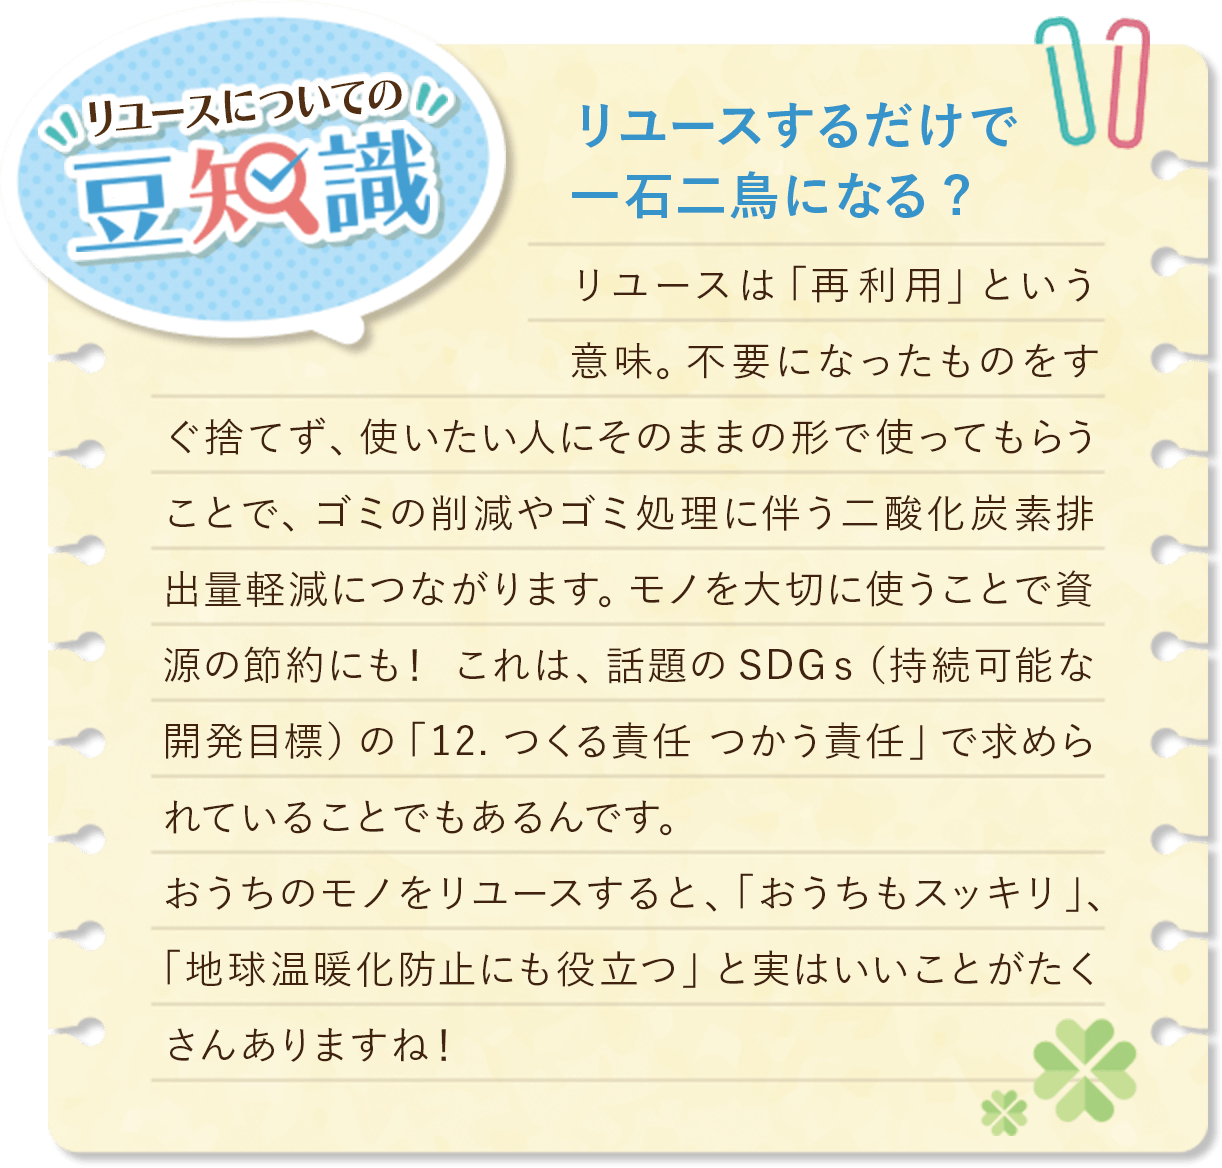 リユースについての
豆知識
リユースするだけで
一石二鳥になる？
リユースは「再利用」という
意味。不要になったものをす
ぐ捨てず、使いたい人にそのままの形で使ってもらう
ことで、ゴミの削減やゴミ処理に伴う二酸化炭素排
出量軽減につながります。モノを大切に使うことで資
源の節約にも！ これは、話題のSDGs（持続可能な
開発目標）の「12. つくる責任 つかう責任」で求めら
れていることでもあるんです。
おうちのモノをリユースすると、「おうちもスッキリ」、
「地球温暖化防止にも役立つ」と実はいいことがたく
さんありますね！